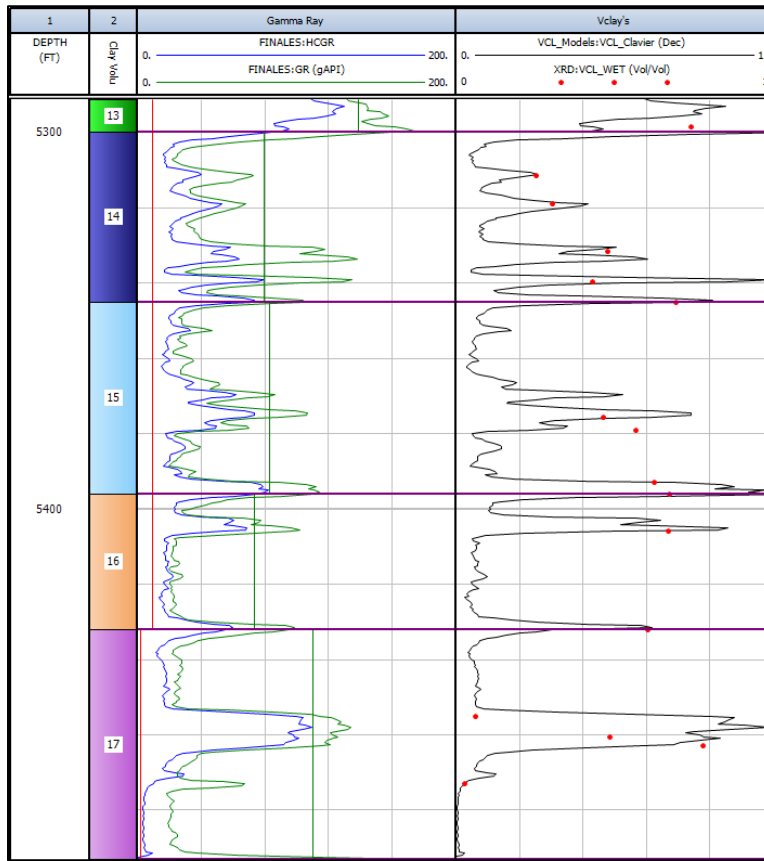 1 2 Gamma Ray Vclay's
DEPTH
(FT)
Clay Volu
0. FINALES:HCGR 200.
0. FINALES:GR (gAPI) 200.
VCL_Models:VCL_Clavier (Dec)
0. 1.
XRD:VCL_WET (Vol/Vol)
0 1
13
5300
14
15
5400
16
17